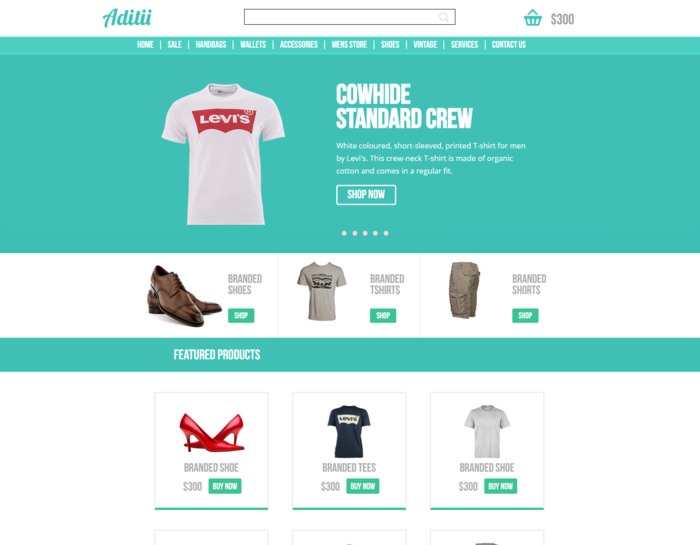 Aditii
$300
HOME | SALE | HANDBAGS | WALLETS | ACCESSORIES | MENS STORE | SHOES | VINTAGE | SERVICES | CONTACT US
LEVI'S
COWHIDE
STANDARD CREW
White coloured, short-sleeved, printed T-shirt for men
by Levi's. This crew-neck T-shirt is made of organic
cotton and comes in a regular fit.
SHOP NOW
BRANDED
SHOES
SHOP
BRANDED
TSHIRTS
SHOP
BRANDED
SHORTS
SHOP
FEATURED PRODUCTS
BRANDED SHOE
$300 BUY NOW
LEVI'S
BRANDED TEES
$300 BUY NOW
BRANDED SHOE
$300 BUY NOW